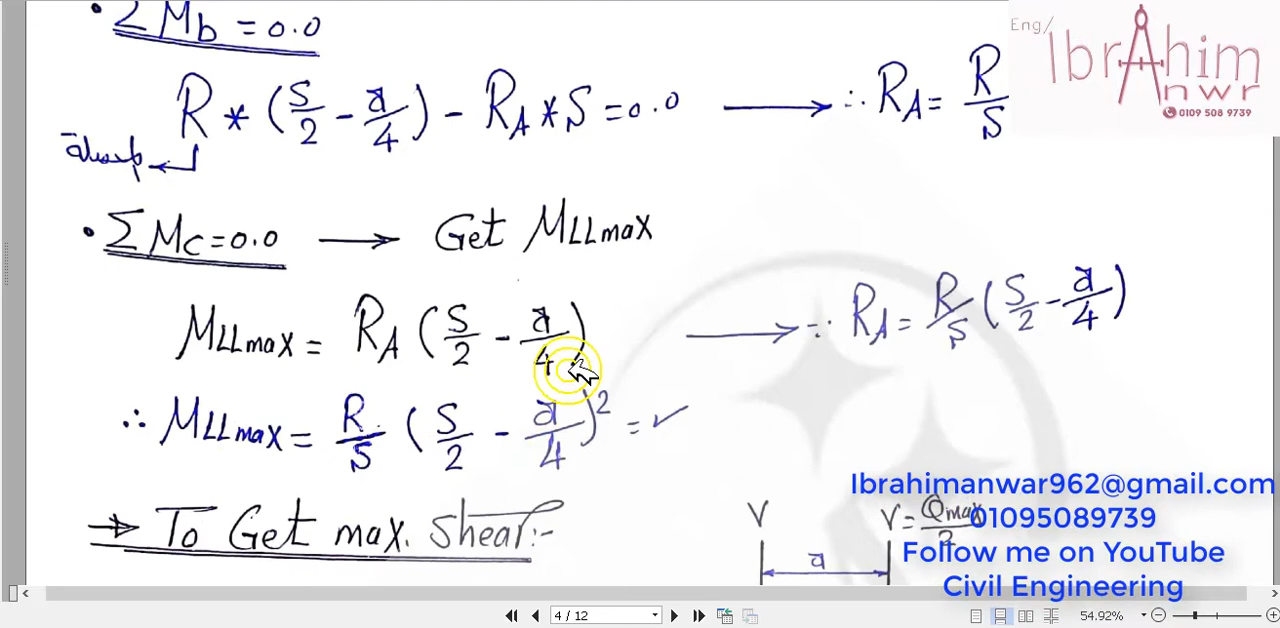 • ΣMb = 0.0
R * (S/2 - a/4) - RA * S = 0.0 → ∴ RA = R/S
• ΣMc = 0.0 → Get MLLmax
MLLmax = RA (S/2 - a/4) → ∵ RA = R/S (S/2 - a/4)
∴ MLLmax = R/S (S/2 - a/4)² = ✓
⇒ To Get max. Shear:-
V V = Qmax/2
a
Eng/
IbrAhim
Anwr
0109 508 9739
Ibrahimanwar962@gmail.com
01095089739
Follow me on YouTube
Civil Engineering
4 / 12
54.92%